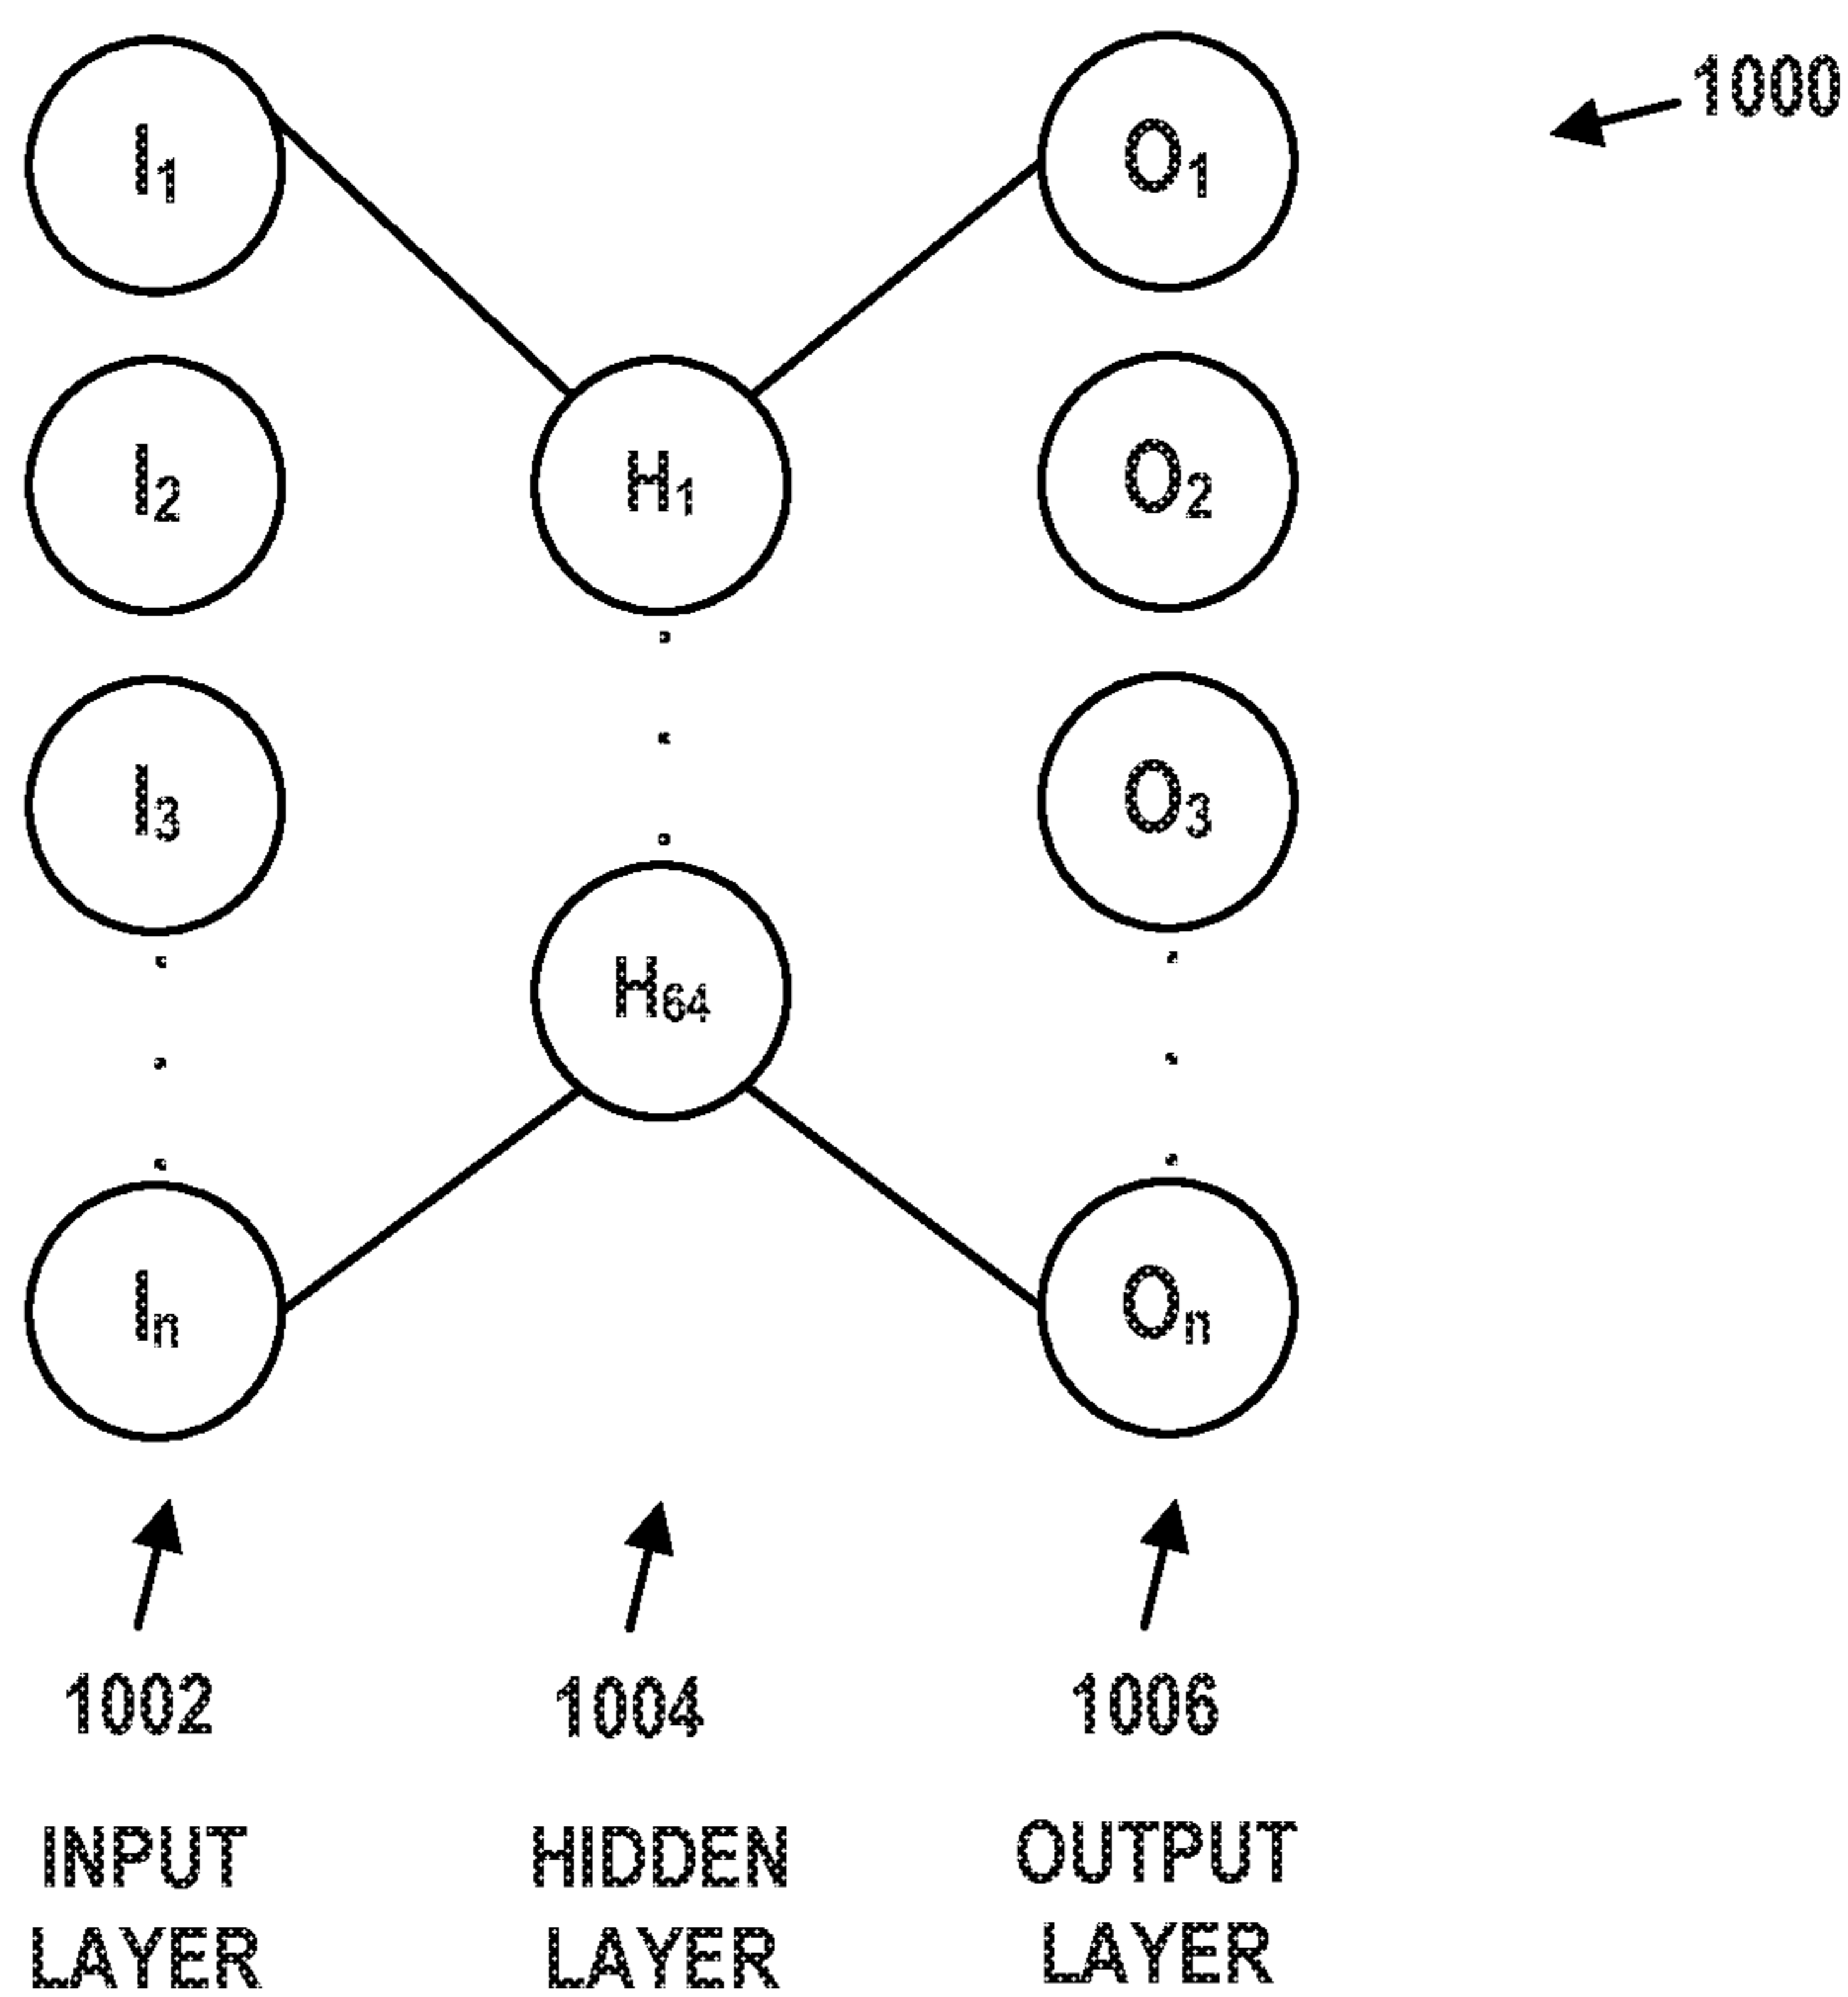 I1
O1
1000
I2
H1
O2
I3
O3
H64
In
On
1002
1004
1006
INPUT
LAYER
HIDDEN
LAYER
OUTPUT
LAYER